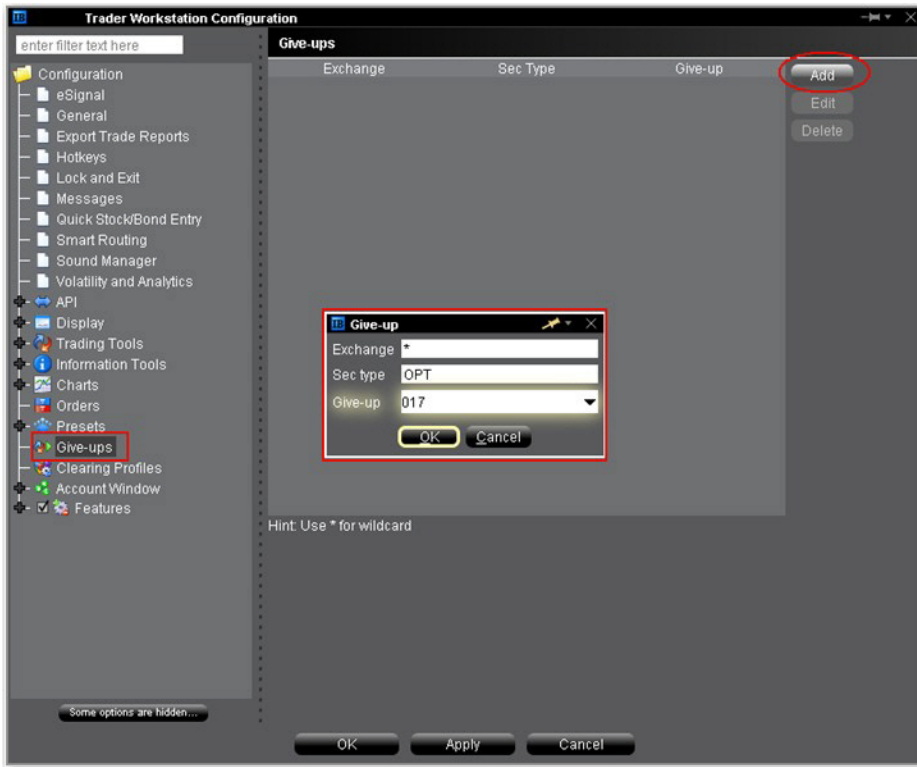 Trader Workstation Configuration
enter filter text here
Configuration
eSignal
General
Export Trade Reports
Hotkeys
Lock and Exit
Messages
Quick Stock/Bond Entry
Smart Routing
Sound Manager
Volatility and Analytics
API
Display
Trading Tools
Information Tools
Charts
Orders
Presets
Give-ups
Clearing Profiles
Account Window
Features
Some options are hidden...
Give-ups
Exchange Sec Type Give-up
Add
Edit
Delete
Give-up
Exchange *
Sec type OPT
Give-up 017
OK Cancel
Hint: Use * for wildcard
OK Apply Cancel